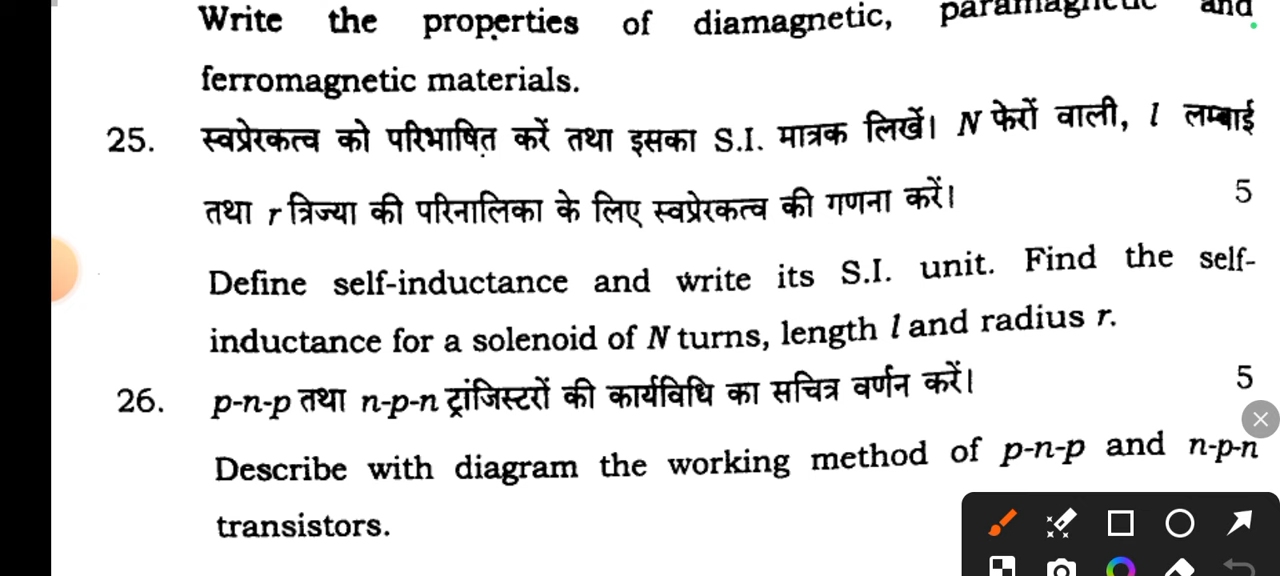 Write the properties of diamagnetic, paramagnetic and
ferromagnetic materials.
25. स्वप्रेरकत्व को परिभाषित करें तथा इसका S.I. मात्रक लिखें। N फेरों वाली, l लम्बाई
तथा r त्रिज्या की परिनालिका के लिए स्वप्रेरकत्व की गणना करें। 5
Define self-inductance and write its S.I. unit. Find the self-
inductance for a solenoid of N turns, length l and radius r.
26. p-n-p तथा n-p-n ट्रांजिस्टरों की कार्यविधि का सचित्र वर्णन करें। 5
Describe with diagram the working method of p-n-p and n-p-n
transistors.